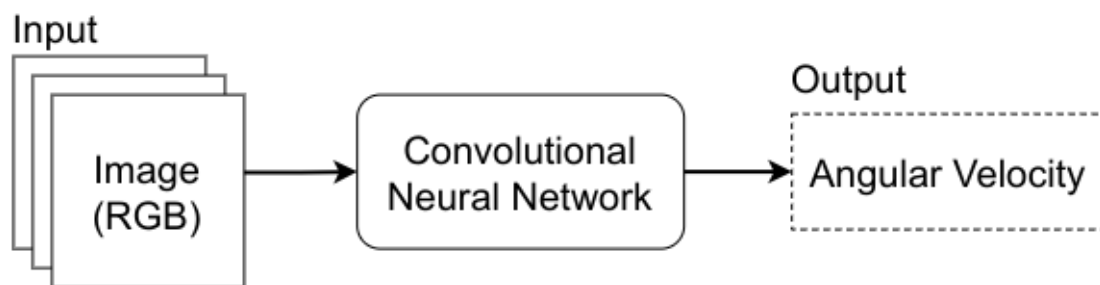 Input
Image
(RGB)
Convolutional
Neural Network
Output
Angular Velocity